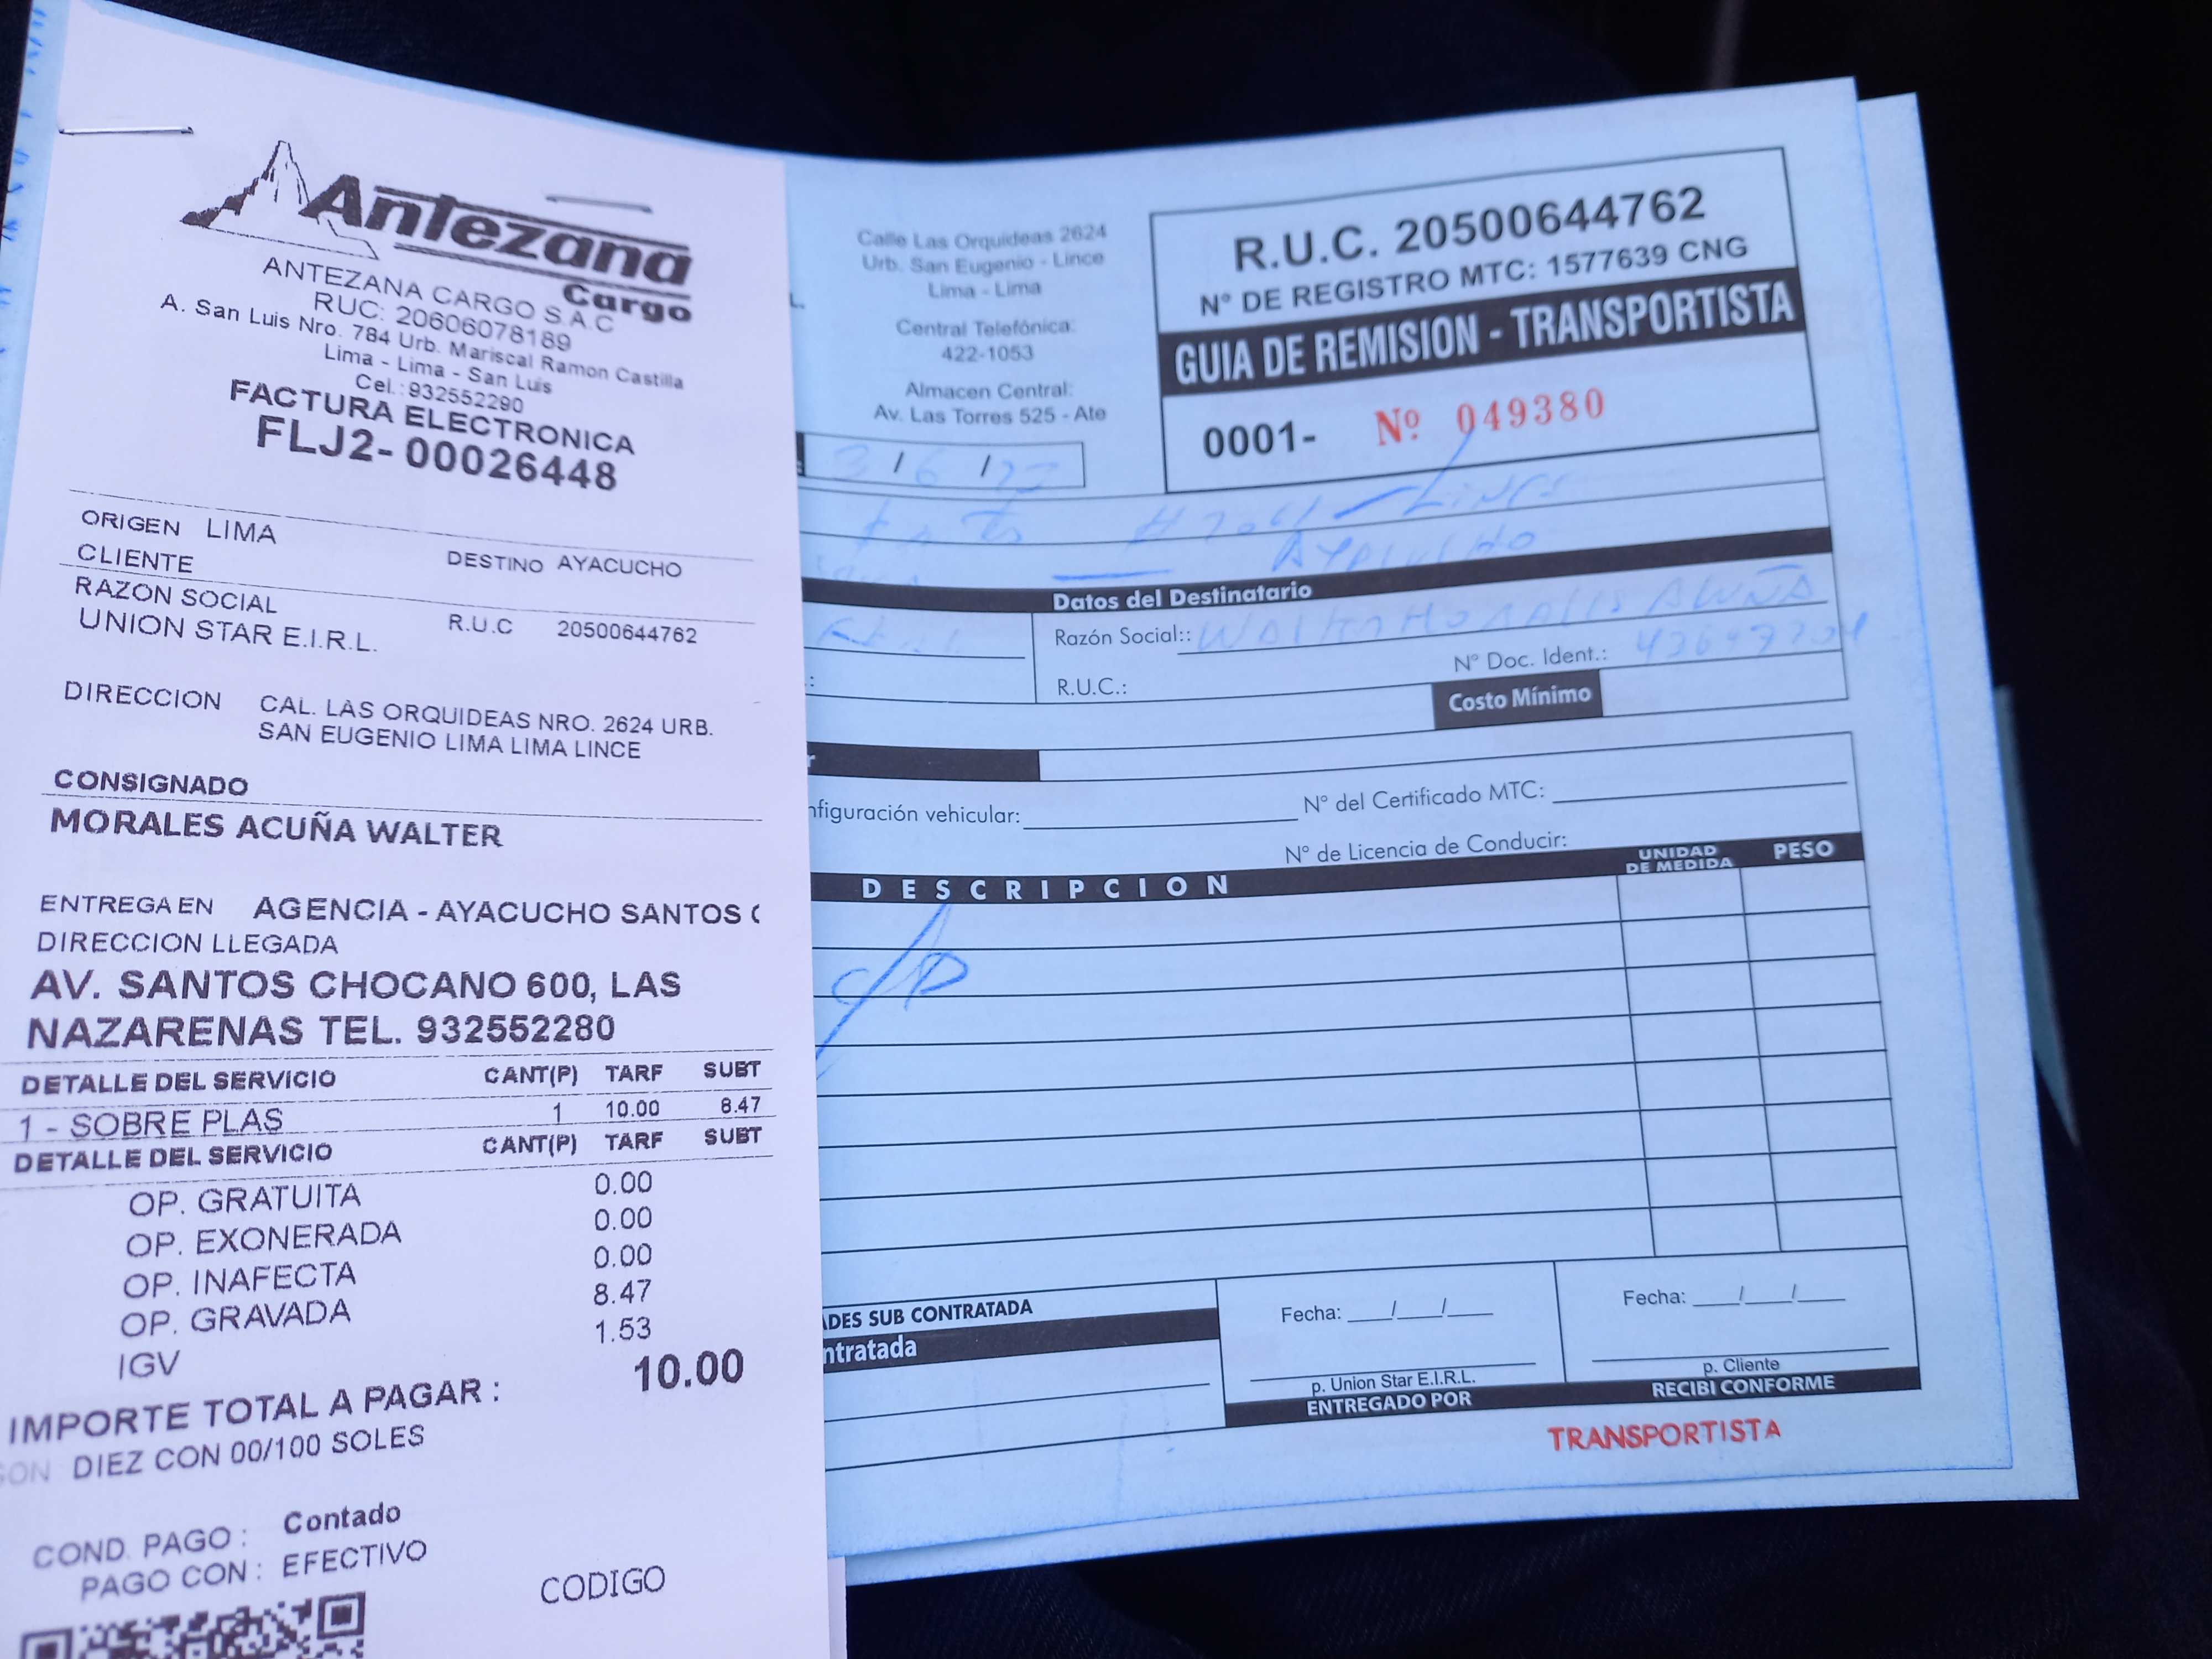 Antezana
Cargo
ANTEZANA CARGO S.A.C
RUC: 20606078189
A. San Luis Nro. 784 Urb. Mariscal Ramon Castilla
Lima - Lima - San Luis
Cel.:932552290
FACTURA ELECTRONICA
FLJ2- 00026448
ORIGEN LIMA
DESTINO AYACUCHO
CLIENTE
RAZON SOCIAL
R.U.C 20500644762
UNION STAR E.I.R.L.
DIRECCION CAL. LAS ORQUIDEAS NRO. 2624 URB.
SAN EUGENIO LIMA LIMA LINCE
CONSIGNADO
MORALES ACUÑA WALTER
ENTREGA EN AGENCIA - AYACUCHO SANTOS
DIRECCION LLEGADA
AV. SANTOS CHOCANO 600, LAS
NAZARENAS TEL. 932552280
DETALLE DEL SERVICIO CANT(P) TARF SUBT
1 - SOBRE PLAS 1 10.00 8.47
DETALLE DEL SERVICIO CANT(P) TARF SUBT
OP. GRATUITA 0.00
OP. EXONERADA 0.00
OP. INAFECTA 0.00
OP. GRAVADA 8.47
IGV 1.53
IMPORTE TOTAL A PAGAR : 10.00
SON DIEZ CON 00/100 SOLES
COND. PAGO : Contado
PAGO CON : EFECTIVO
CODIGO
Calle Las Orquideas 2624
Urb. San Eugenio - Lince
Lima - Lima
Central Telefónica:
422-1053
Almacen Central:
Av. Las Torres 525 - Ate
R.U.C. 20500644762
N° DE REGISTRO MTC: 1577639 CNG
GUIA DE REMISION - TRANSPORTISTA
0001- Nº 049380
3 / 6 /
Lince
AYACUCHO
Datos del Destinatario
Razón Social:: Walter Morales Acuña
N° Doc. Ident.:
R.U.C.:
Costo Mínimo
nfiguración vehicular: N° del Certificado MTC:
N° de Licencia de Conducir:
DESCRIPCION UNIDAD DE MEDIDA PESO
ADES SUB CONTRATADA
ntratada
Fecha: / /
Fecha: / /
p. Union Star E.I.R.L.
ENTREGADO POR
p. Cliente
RECIBI CONFORME
TRANSPORTISTA